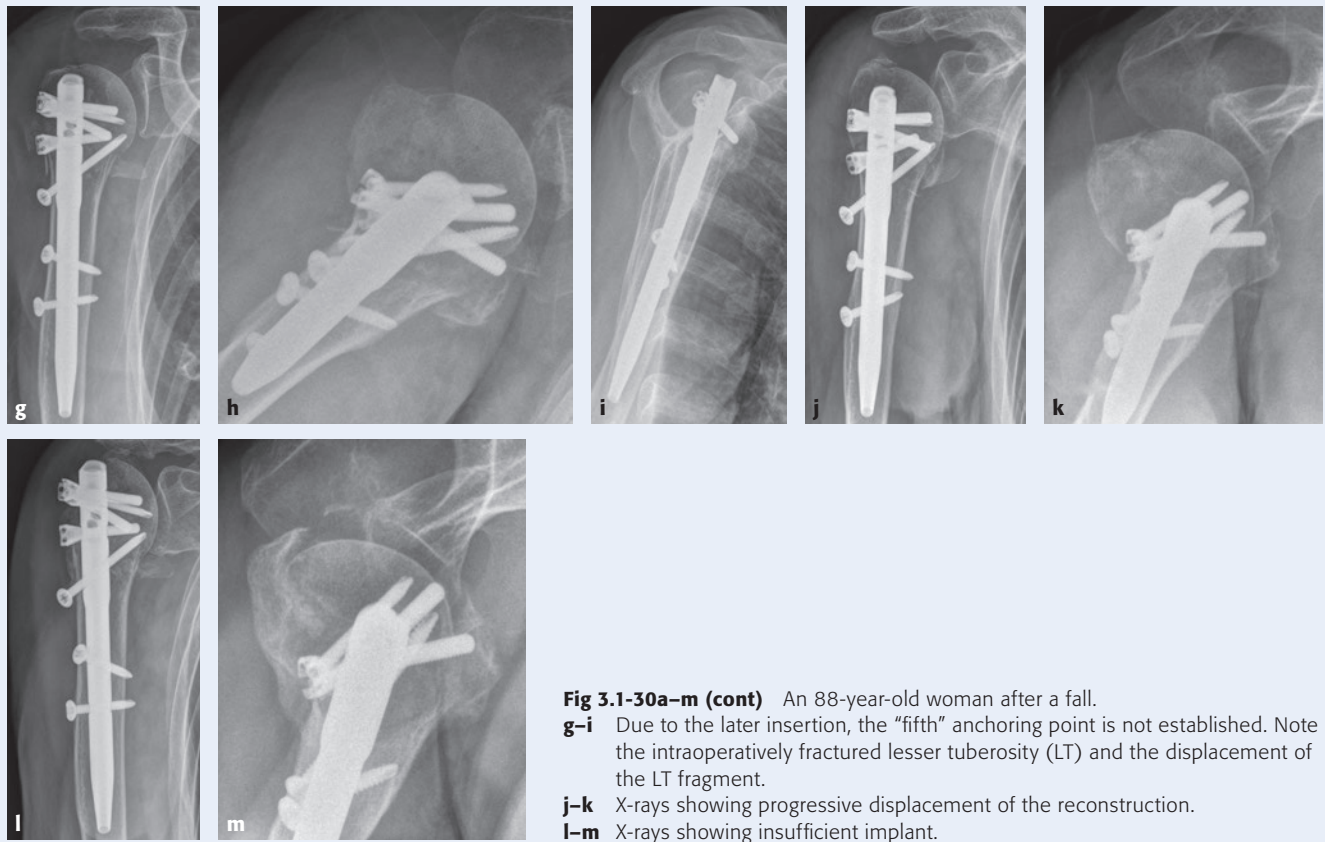 g
h
i
j
k
l
m
Fig 3.1-30a–m (cont) An 88-year-old woman after a fall.
g–i Due to the later insertion, the “fifth” anchoring point is not established. Note
the intraoperatively fractured lesser tuberosity (LT) and the displacement of
the LT fragment.
j–k X-rays showing progressive displacement of the reconstruction.
l–m X-rays showing insufficient implant.